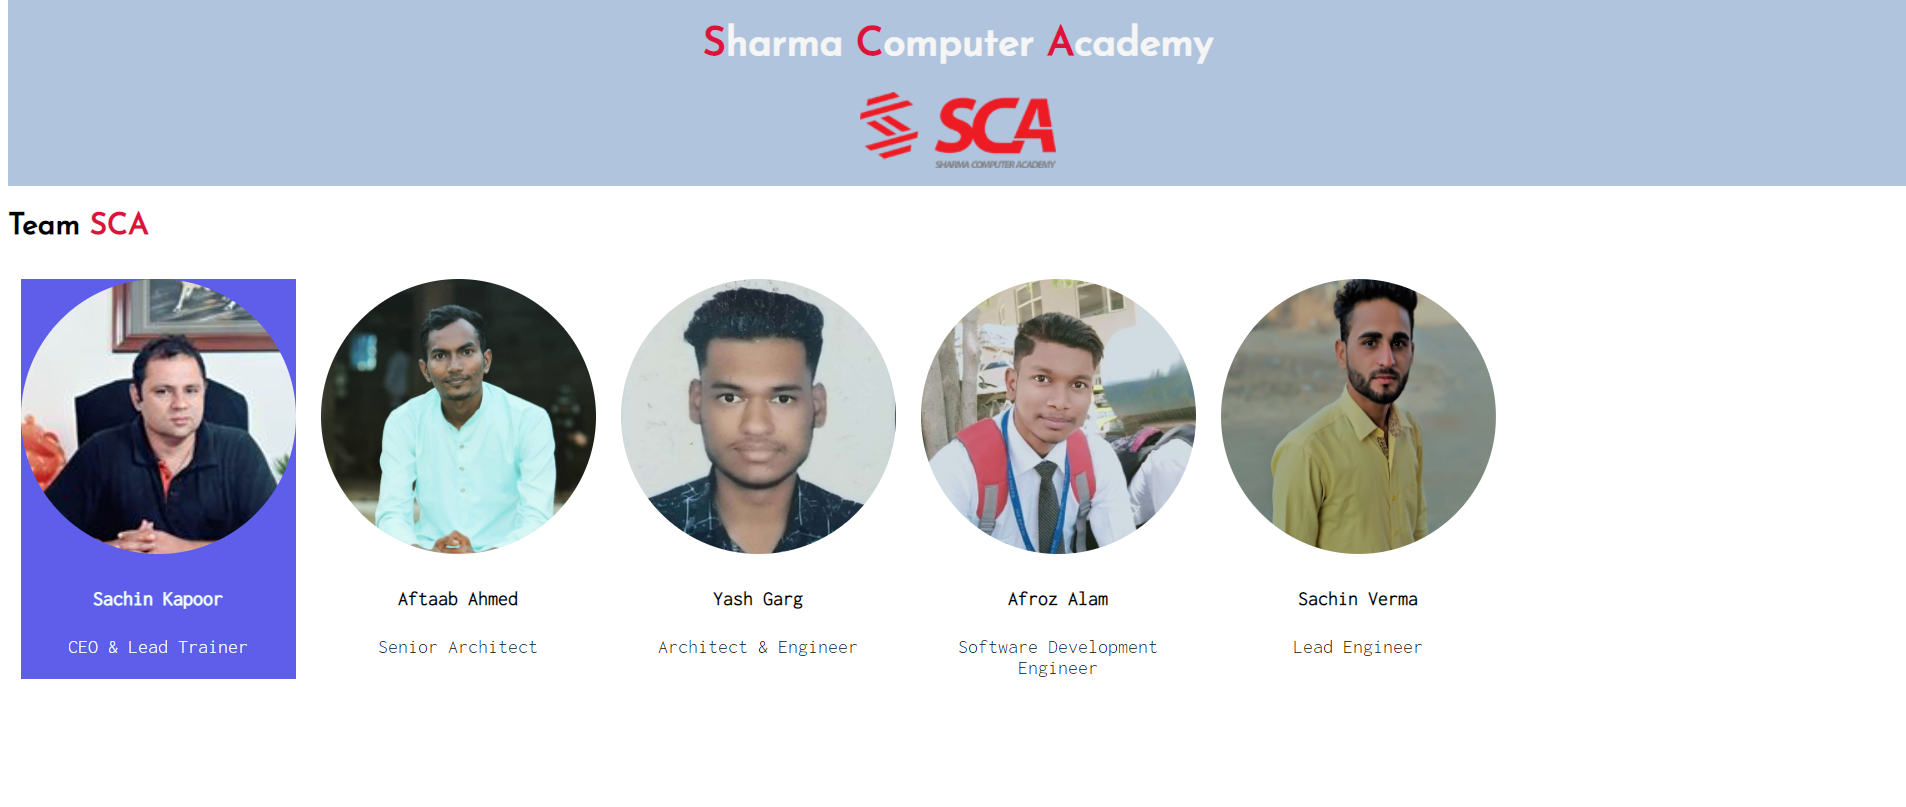 Sharma Computer Academy
SCA
SHARMA COMPUTER ACADEMY
Team SCA
Sachin Kapoor
CEO & Lead Trainer
Aftaab Ahmed
Senior Architect
Yash Garg
Architect & Engineer
Afroz Alam
Software Development
Engineer
Sachin Verma
Lead Engineer